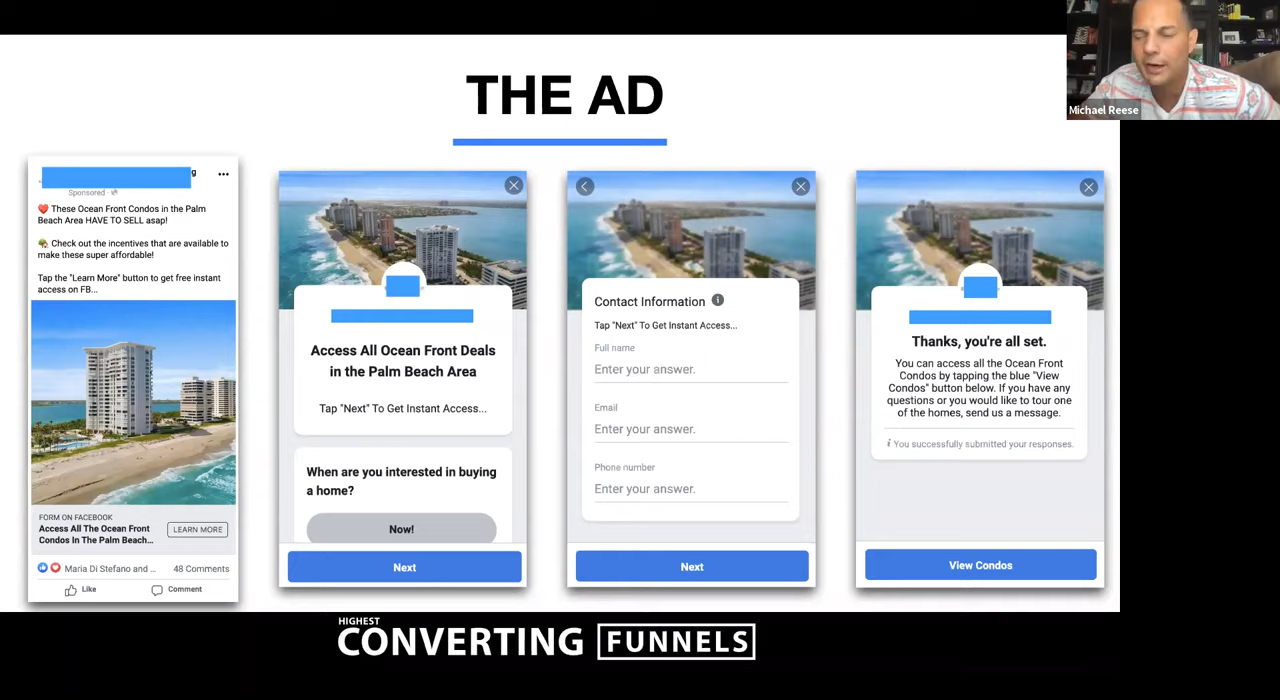 THE AD
Michael Reese
g
Sponsored ·
These Ocean Front Condos in the Palm
Beach Area HAVE TO SELL asap!
Check out the incentives that are available to
make these super affordable!
Tap the "Learn More" button to get free instant
access on FB...
FORM ON FACEBOOK
Access All The Ocean Front
Condos In The Palm Beach...
LEARN MORE
Maria Di Stefano and ...
48 Comments
Like
Comment
Access All Ocean Front Deals
in the Palm Beach Area
Tap "Next" To Get Instant Access...
When are you interested in buying
a home?
Now!
Next
Contact Information
Tap "Next" To Get Instant Access...
Full name
Enter your answer.
Email
Enter your answer.
Phone number
Enter your answer.
Next
Thanks, you're all set.
You can access all the Ocean Front
Condos by tapping the blue "View
Condos" button below. If you have any
questions or you would like to tour one
of the homes, send us a message.
You successfully submitted your responses.
View Condos
HIGHEST
CONVERTING FUNNELS